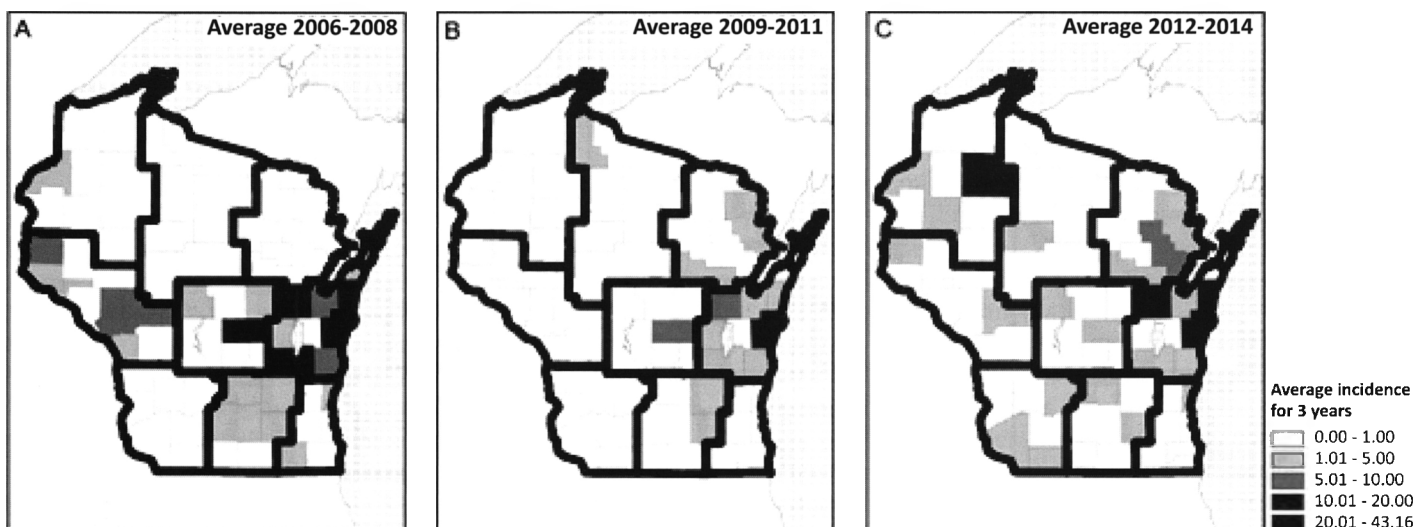 A
Average 2006-2008
B
Average 2009-2011
C
Average 2012-2014
Average incidence
for 3 years
0.00 - 1.00
1.01 - 5.00
5.01 - 10.00
10.01 - 20.00
20.01 - 43.16